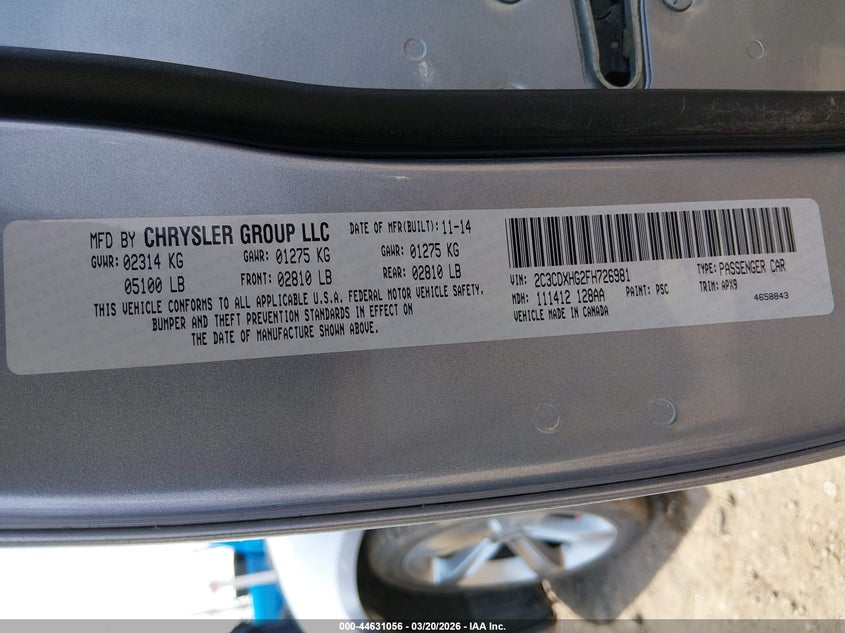 MFD BY CHRYSLER GROUP LLC
DATE OF MFR(BUILT): 11-14
GVWR: 02314 KG
GAWR: 01275 KG
GAWR: 01275 KG
05100 LB
FRONT: 02810 LB
REAR: 02810 LB
THIS VEHICLE CONFORMS TO ALL APPLICABLE U.S.A. FEDERAL MOTOR VEHICLE SAFETY,
BUMPER AND THEFT PREVENTION STANDARDS IN EFFECT ON
THE DATE OF MANUFACTURE SHOWN ABOVE.
VIN: 2C3CDXHG2FH726981
TYPE: PASSENGER CAR
MDH: 111412 128AA
PAINT: PSC
TRIM: APX9
VEHICLE MADE IN CANADA
4658843
000-44631056 — 03/20/2026 — IAA Inc.